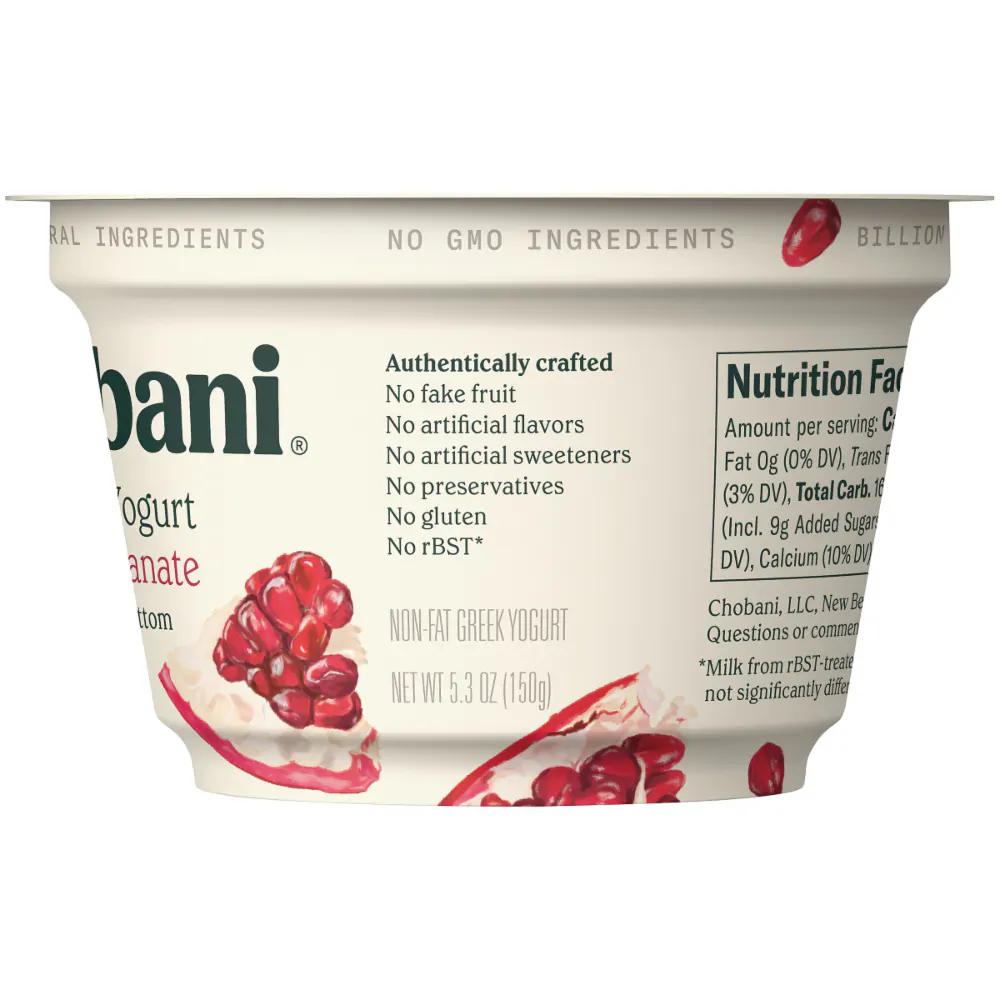 RAL INGREDIENTS
NO GMO INGREDIENTS
BILLION
bani®
Yogurt
anate
ttom
Authentically crafted
No fake fruit
No artificial flavors
No artificial sweeteners
No preservatives
No gluten
No rBST*
NON-FAT GREEK YOGURT
NET WT 5.3 OZ (150g)
Nutrition Fac
Amount per serving: Ca
Fat 0g (0% DV), Trans F
(3% DV), Total Carb. 16
(Incl. 9g Added Sugars
DV), Calcium (10% DV)
Chobani, LLC, New Be
Questions or commen
*Milk from rBST-treate
not significantly differ